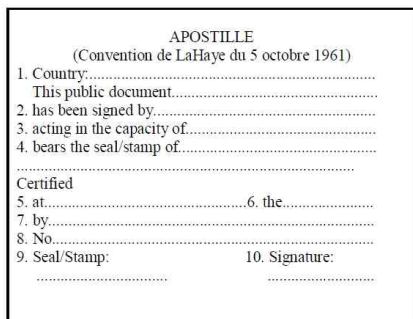 APOSTILLE
(Convention de LaHaye du 5 octobre 1961)
1. Country:......................................................................
This public document..................................................
2. has been signed by......................................................
3. acting in the capacity of..............................................
4. bears the seal/stamp of................................................
...................................................................................
Certified
5. at.................................................6. the......................
7. by................................................................................
8. No...............................................................................
9. Seal/Stamp: 10. Signature:
................................ ..........................